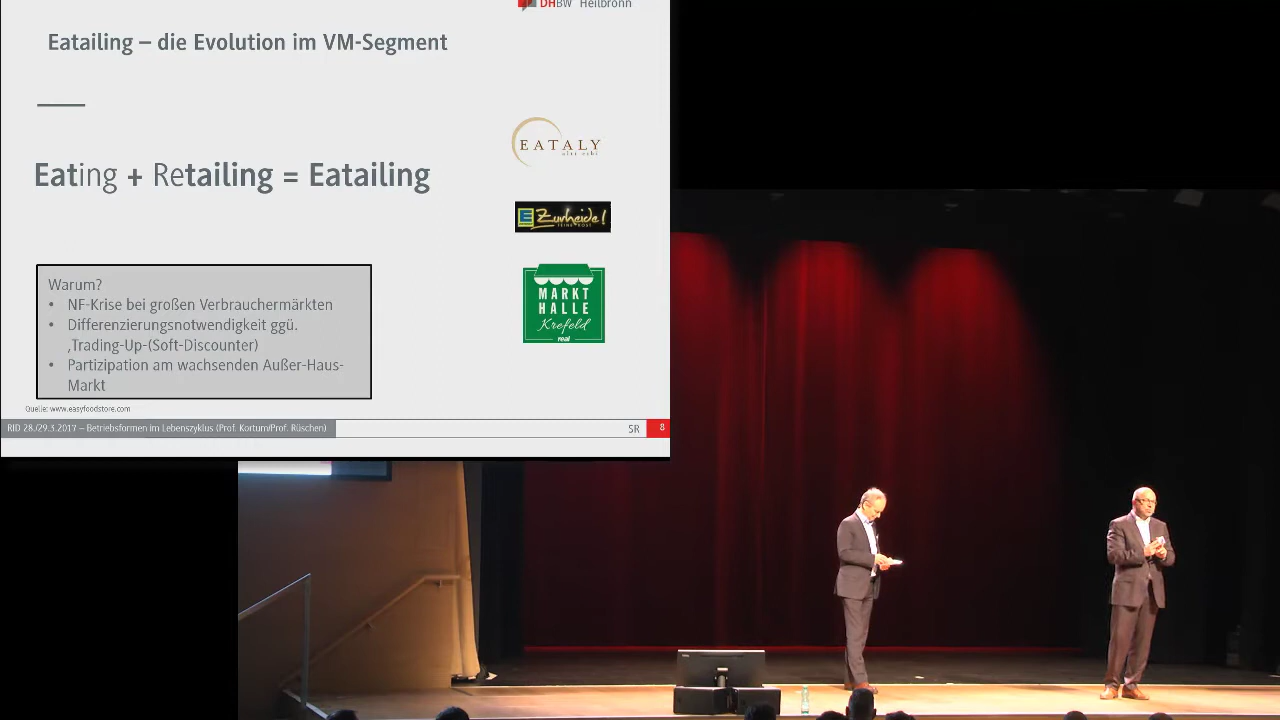 DHBW Heilbronn
Eatailing – die Evolution im VM-Segment
EATALY
Eating + Retailing = Eatailing
E Zurheide!
FEINE KOST
MARKT
HALLE
Krefeld
real
Warum?
• NF-Krise bei großen Verbrauchermärkten
• Differenzierungsnotwendigkeit ggü.
‚Trading-Up-(Soft-Discounter)
• Partizipation am wachsenden Außer-Haus-
Markt
Quelle: www.easyfoodstore.com
RID 28./29.3.2017 – Betriebsformen im Lebenszyklus (Prof. Kortum/Prof. Rüschen)
SR 8